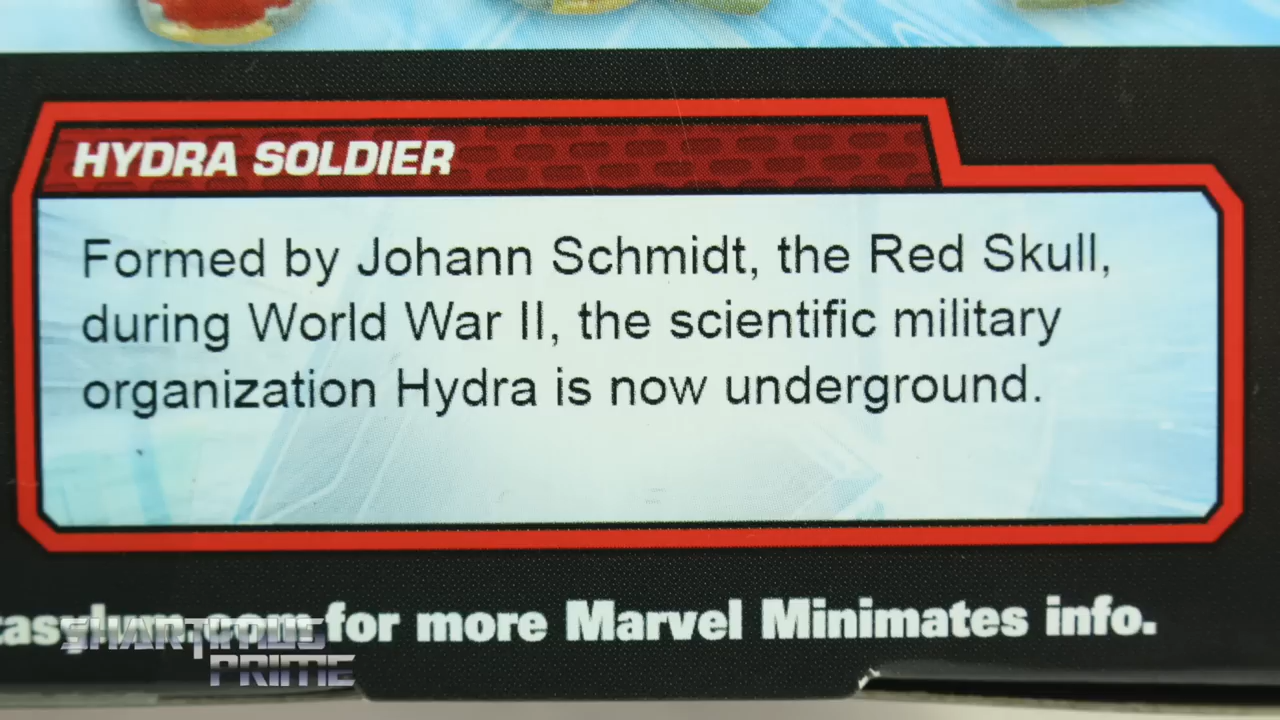 HYDRA SOLDIER
Formed by Johann Schmidt, the Red Skull,
during World War II, the scientific military
organization Hydra is now underground.
for more Marvel Minimates info.
SHARTIMUS
PRIME